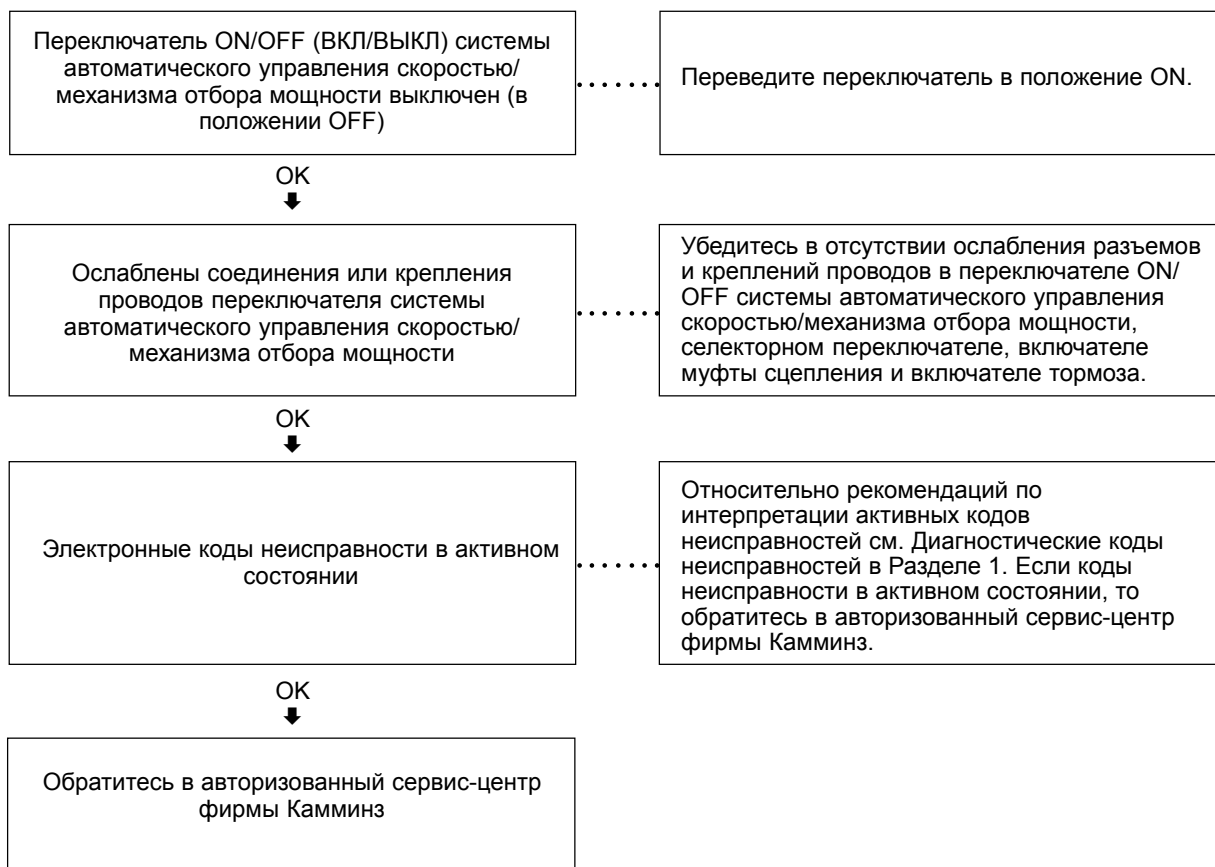 Переключатель ON/OFF (ВКЛ/ВЫКЛ) системы
автоматического управления скоростью/
механизма отбора мощности выключен (в
положении OFF)
Переведите переключатель в положение ON.
OK
Ослаблены соединения или крепления
проводов переключателя системы
автоматического управления скоростью/
механизма отбора мощности
Убедитесь в отсутствии ослабления разъемов
и креплений проводов в переключателе ON/
OFF системы автоматического управления
скоростью/механизма отбора мощности,
селекторном переключателе, включателе
муфты сцепления и включателе тормоза.
OK
Электронные коды неисправности в активном
состоянии
Относительно рекомендаций по
интерпретации активных кодов
неисправностей см. Диагностические коды
неисправностей в Разделе 1. Если коды
неисправности в активном состоянии, то
обратитесь в авторизованный сервис-центр
фирмы Камминз.
OK
Обратитесь в авторизованный сервис-центр
фирмы Камминз